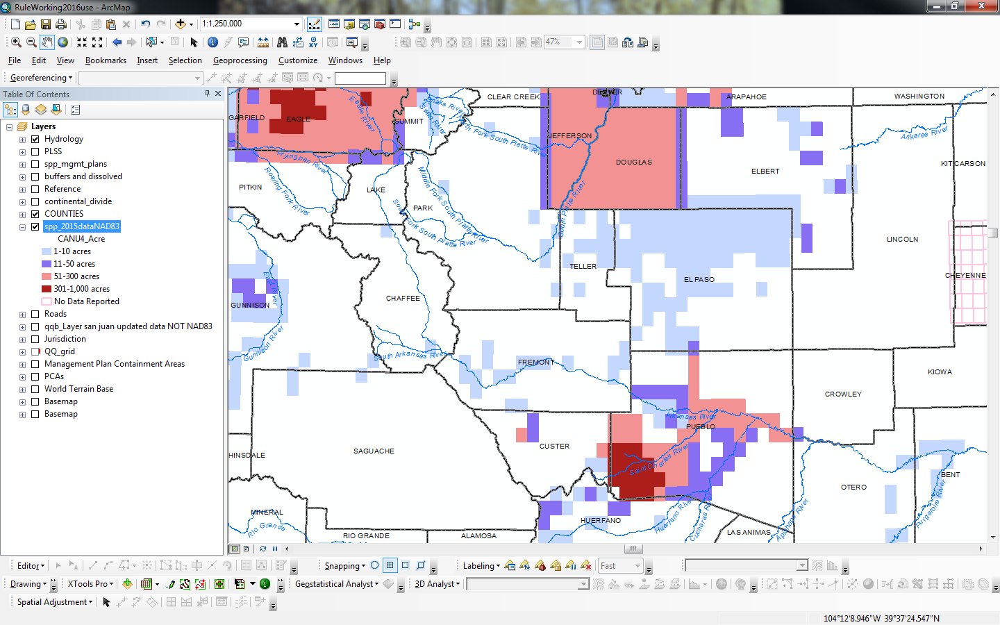 RuleWorking2016use - ArcMap
1:1,250,000
47%
File Edit View Bookmarks Insert Selection Geoprocessing Customize Windows Help
Georeferencing
Table Of Contents
Layers
Hydrology
PLSS
spp_mgmt_plans
buffers and dissolved
Reference
continental_divide
COUNTIES
spp_2015dataNAD83
CANU4_Acre
1-10 acres
11-50 acres
51-300 acres
301-1,000 acres
No Data Reported
Roads
qqb_Layer san juan updated data NOT NAD83
Jurisdiction
QQ_grid
Management Plan Containment Areas
PCAs
World Terrain Base
Basemap
Basemap
DENVER
CLEAR CREEK
ARAPAHOE
WASHINGTON
GARFIELD
EAGLE
Eagle River
SUMMIT
JEFFERSON
North Fork South Platte River
Arikaree River
Fryingpan River
DOUGLAS
ELBERT
KIT CARSON
PITKIN
Roaring Fork River
LAKE
PARK
Middle Fork South Platte River
South Fork South Platte River
South Platte River
LINCOLN
TELLER
EL PASO
CHEYENNE
East River
GUNNISON
CHAFFEE
Gunnison River
South Arkansas River
FREMONT
KIOWA
CROWLEY
Arkansas River
PUEBLO
CUSTER
SAGUACHE
HINSDALE
Saint Charles River
OTERO
BENT
Purgatoire River
MINERAL
Rio Grande
HUERFANO
Huerfano River
Cucharas River
Apishapa River
LAS ANIMAS
RIO GRANDE
ALAMOSA
Editor
Snapping
Labeling
Fast
Drawing
XTools Pro
Geostatistical Analyst
3D Analyst
Spatial Adjustment
104°12'8.946"W 39°37'24.547"N